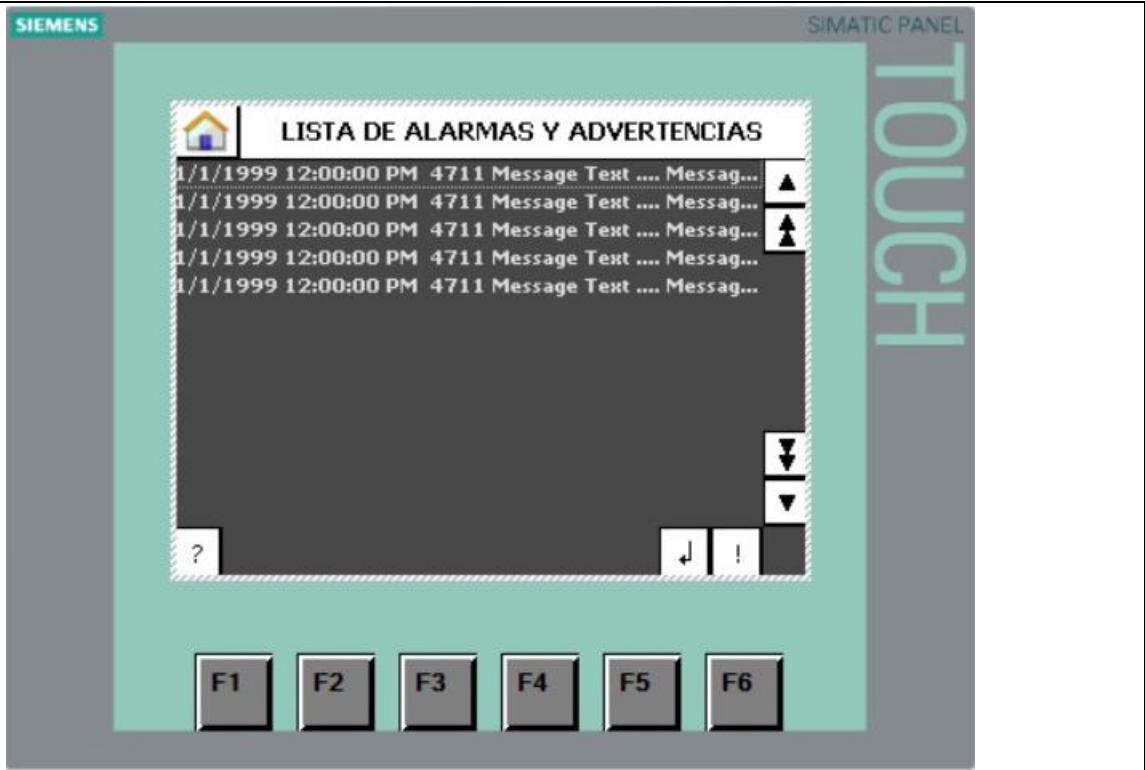 SIEMENS
SIMATIC PANEL
TOUCH
LISTA DE ALARMAS Y ADVERTENCIAS
1/1/1999 12:00:00 PM 4711 Message Text .... Messag...
1/1/1999 12:00:00 PM 4711 Message Text .... Messag...
1/1/1999 12:00:00 PM 4711 Message Text .... Messag...
1/1/1999 12:00:00 PM 4711 Message Text .... Messag...
1/1/1999 12:00:00 PM 4711 Message Text .... Messag...
? !
F1 F2 F3 F4 F5 F6